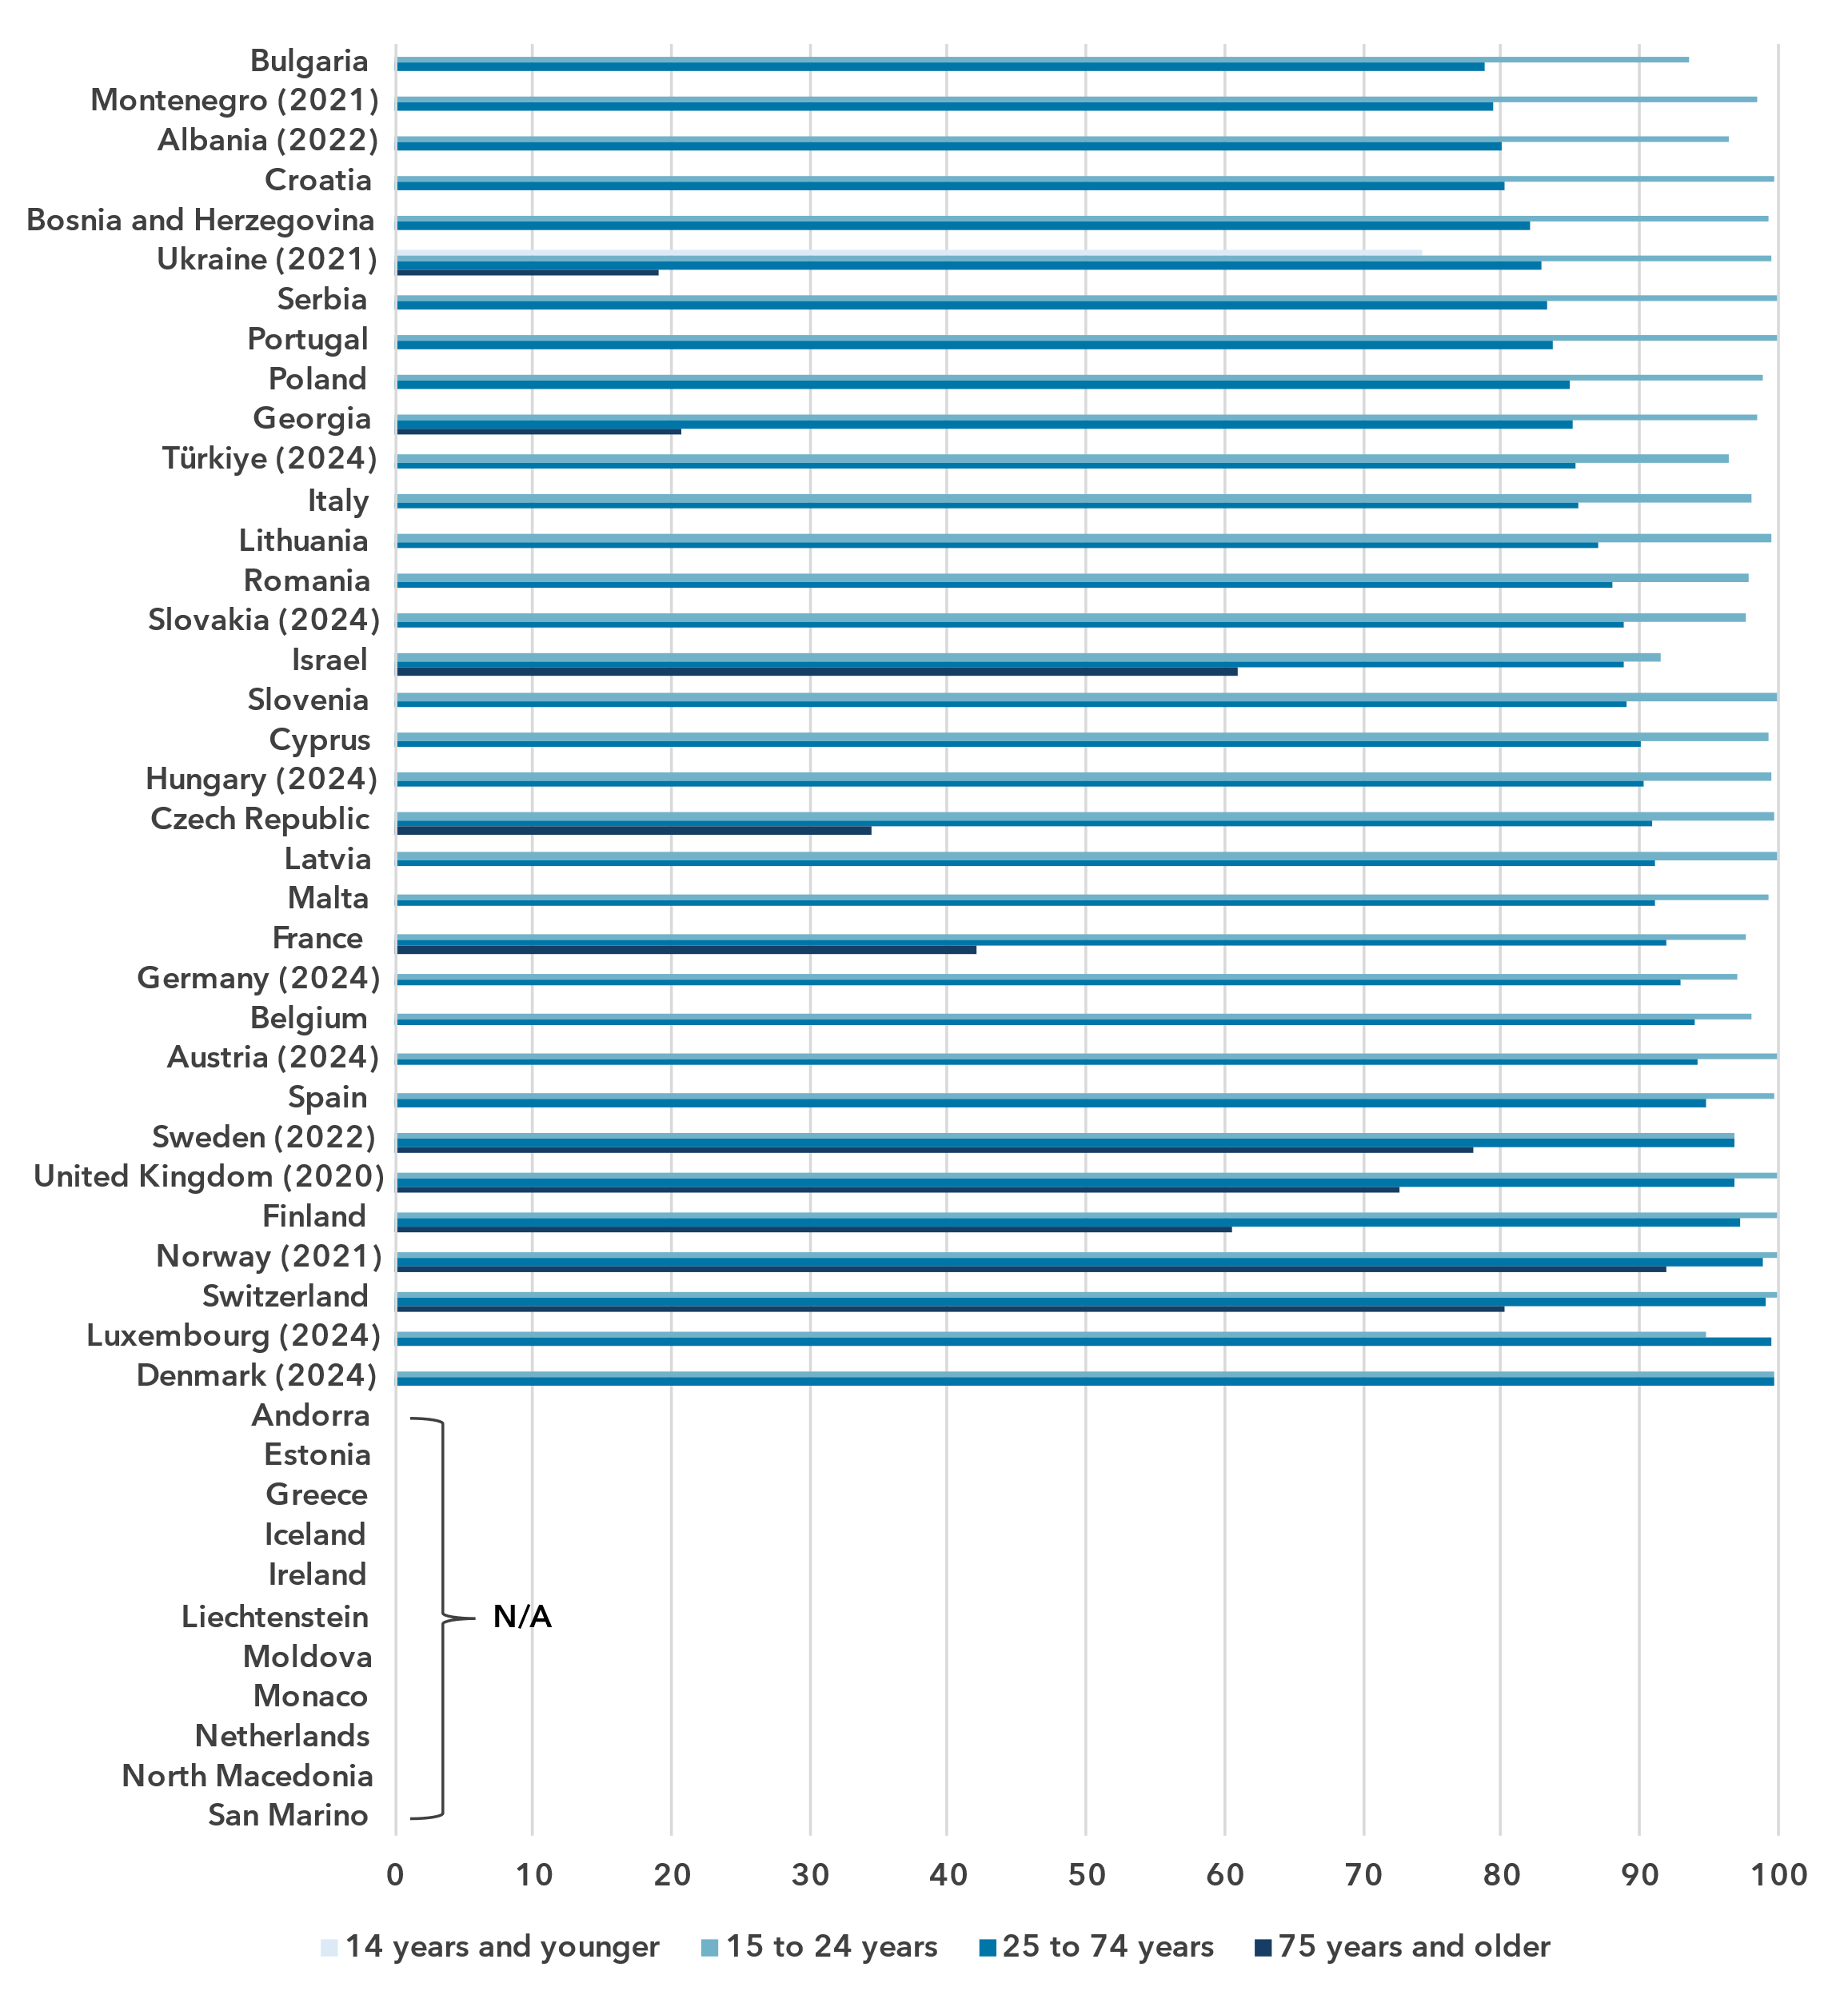 Bulgaria
Montenegro (2021)
Albania (2022)
Croatia
Bosnia and Herzegovina
Ukraine (2021)
Serbia
Portugal
Poland
Georgia
Türkiye (2024)
Italy
Lithuania
Romania
Slovakia (2024)
Israel
Slovenia
Cyprus
Hungary (2024)
Czech Republic
Latvia
Malta
France
Germany (2024)
Belgium
Austria (2024)
Spain
Sweden (2022)
United Kingdom (2020)
Finland
Norway (2021)
Switzerland
Luxembourg (2024)
Denmark (2024)
Andorra
Estonia
Greece
Iceland
Ireland
Liechtenstein N/A
Moldova
Monaco
Netherlands
North Macedonia
San Marino
0 10 20 30 40 50 60 70 80 90 100
14 years and younger 15 to 24 years 25 to 74 years 75 years and older